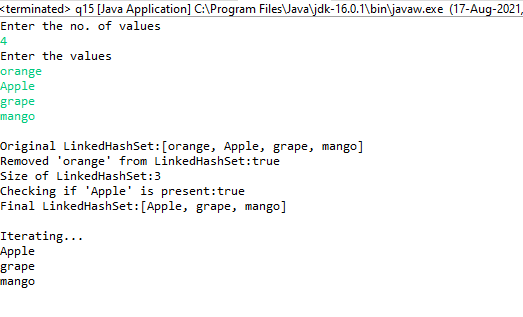 <terminated> q15 [Java Application] C:\Program Files\Java\jdk-16.0.1\bin\javaw.exe (17-Aug-2021,
Enter the no. of values
4
Enter the values
orange
Apple
grape
mango
Original LinkedHashSet:[orange, Apple, grape, mango]
Removed 'orange' from LinkedHashSet:true
Size of LinkedHashSet:3
Checking if 'Apple' is present:true
Final LinkedHashSet:[Apple, grape, mango]
Iterating...
Apple
grape
mango